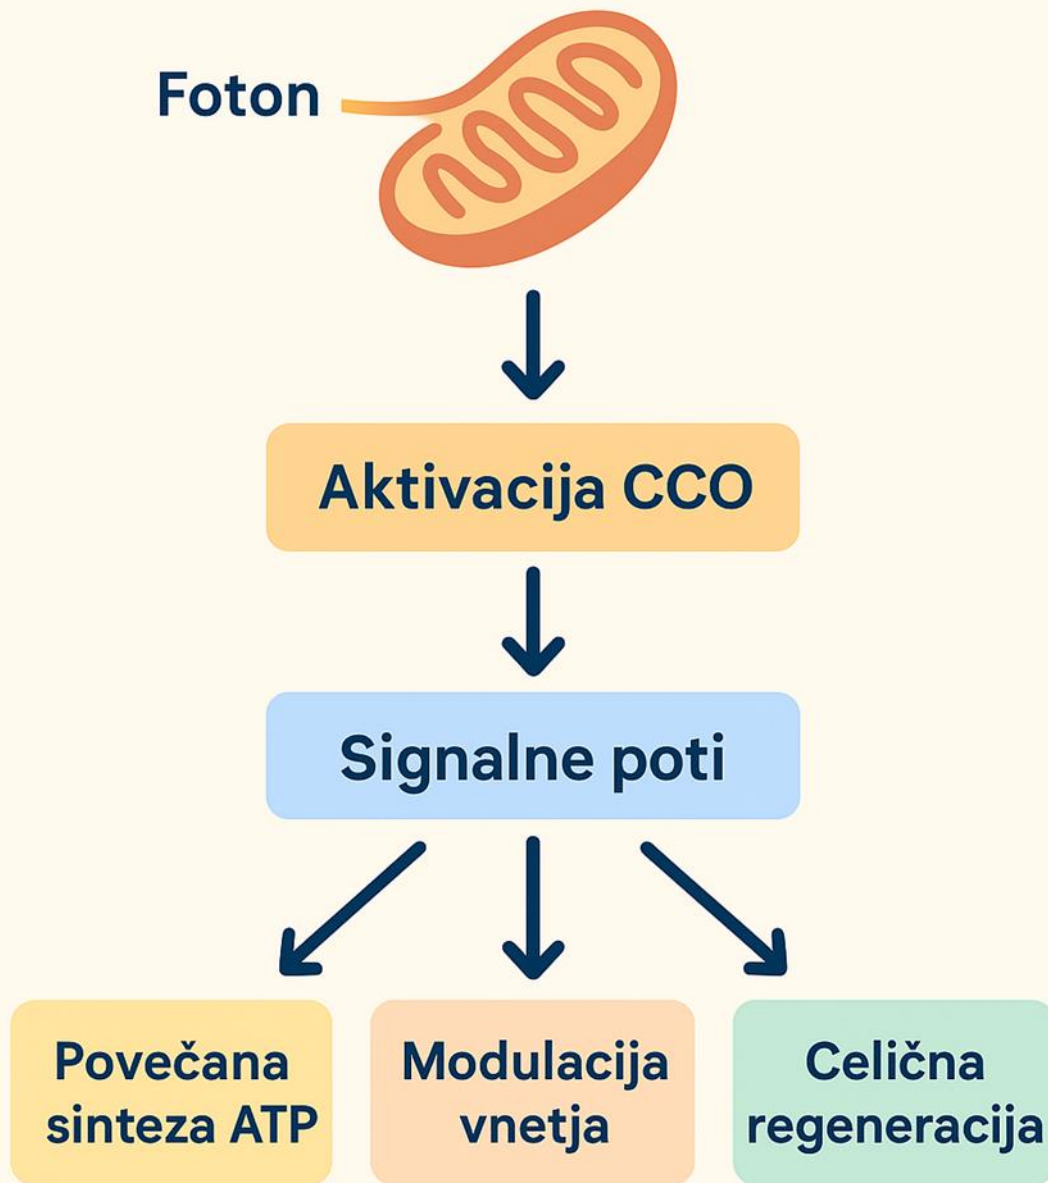 Foton
Aktivacija CCO
Signalne poti
Povečana
sinteza ATP
Modulacija
vnetja
Celična
regeneracija